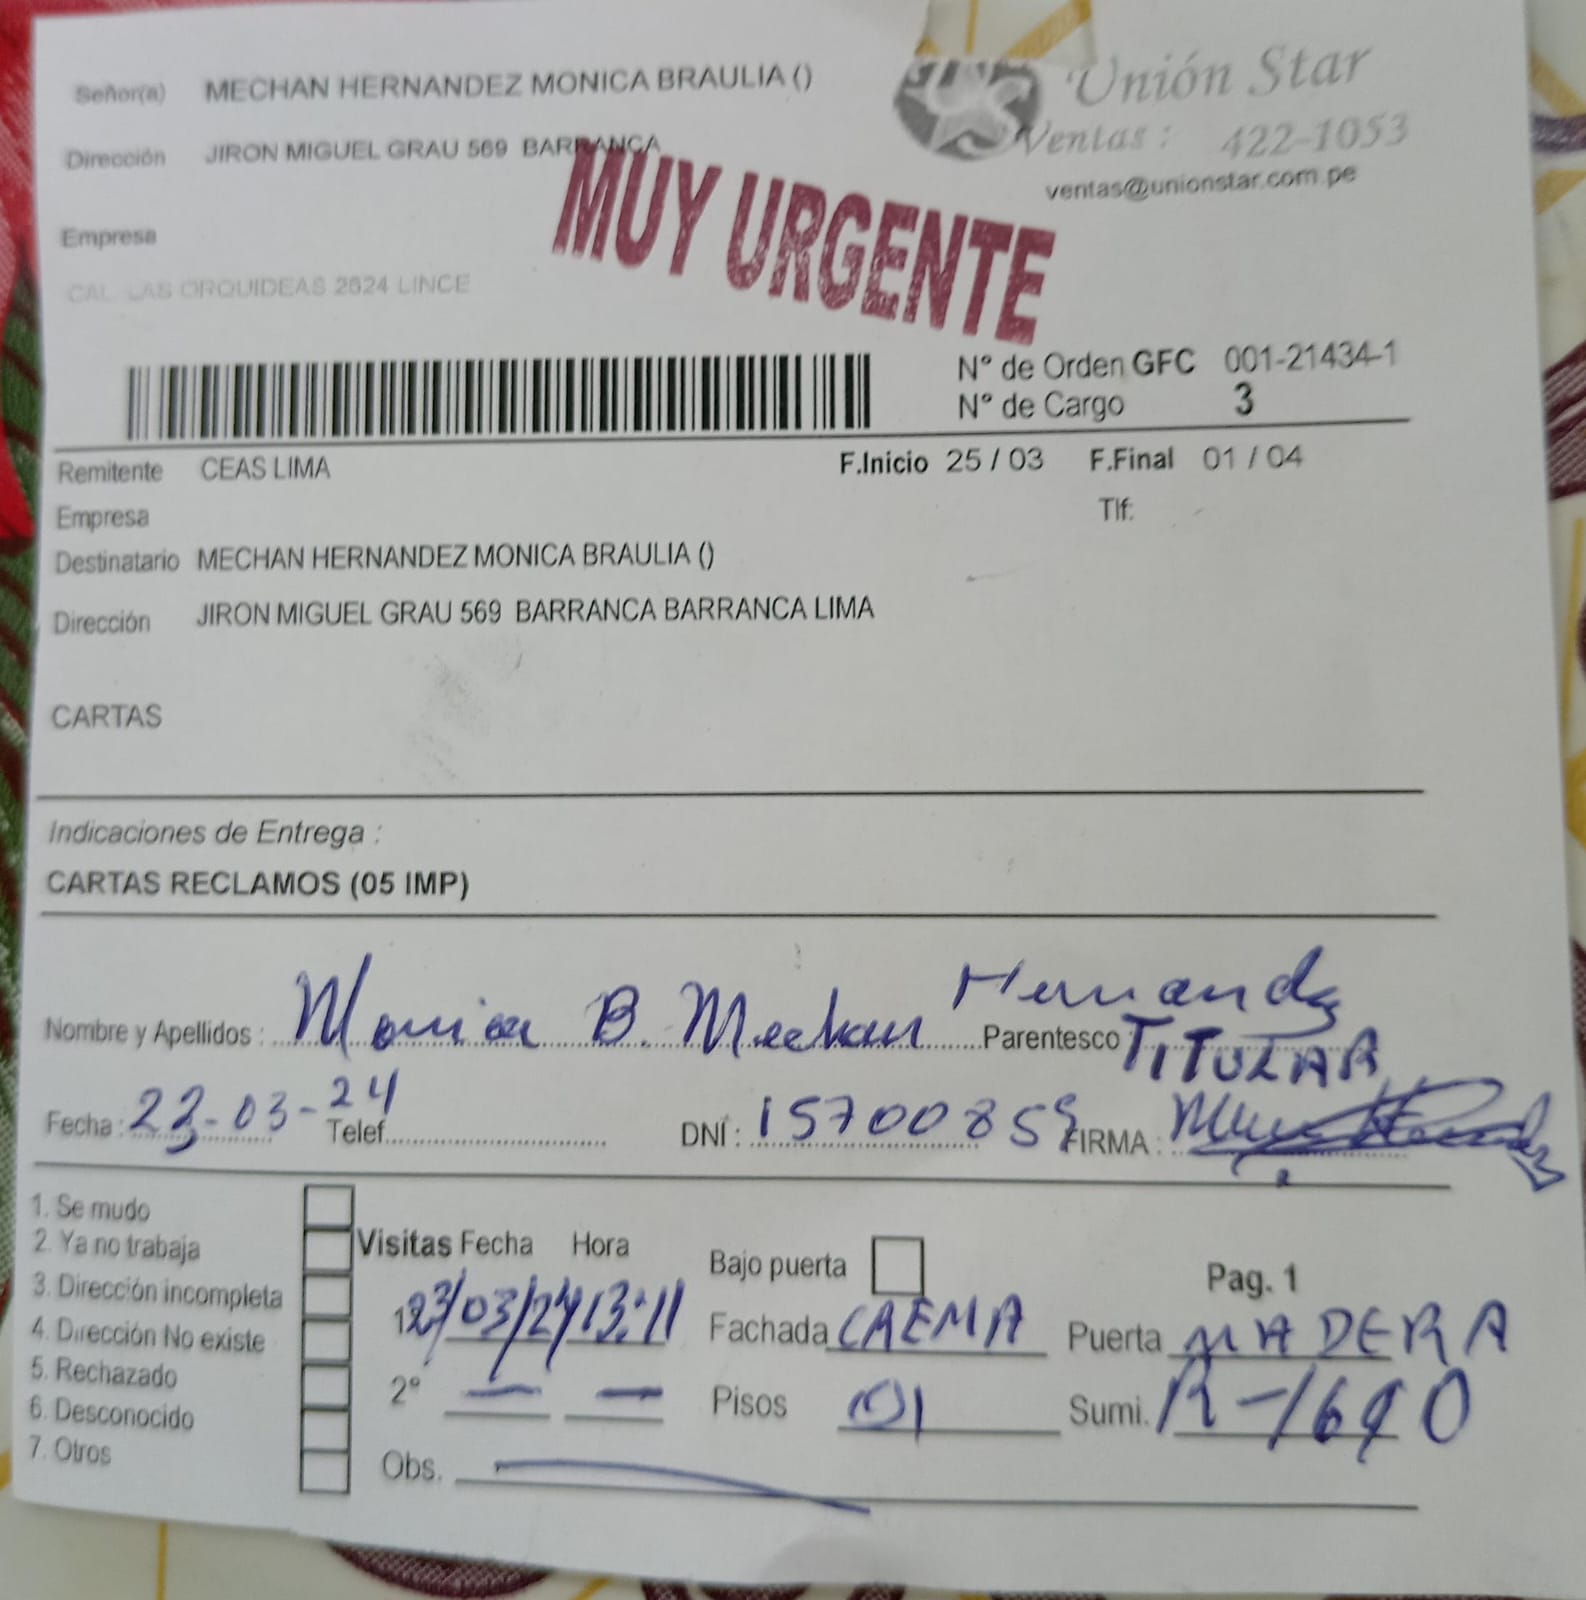 Señor(a) MECHAN HERNANDEZ MONICA BRAULIA ()
Unión Star
Dirección JIRON MIGUEL GRAU 569 BARRANCA
Ventas : 422-1053
ventas@unionstar.com.pe
MUY URGENTE
Empresa
CAL LAS ORQUIDEAS 2624 LINCE
N° de Orden GFC 001-21434-1
N° de Cargo 3
Remitente CEAS LIMA F.Inicio 25 / 03 F.Final 01 / 04
Empresa Tlf:
Destinatario MECHAN HERNANDEZ MONICA BRAULIA ()
Dirección JIRON MIGUEL GRAU 569 BARRANCA BARRANCA LIMA
CARTAS
Indicaciones de Entrega :
CARTAS RECLAMOS (05 IMP)
Nombre y Apellidos : Monica B. Mechan Hernandz Parentesco TITULAR
Fecha : 23-03-24 Telef. DNI : 15700859 FIRMA :
1. Se mudo
2. Ya no trabaja
3. Dirección incompleta
4. Dirección No existe
5. Rechazado
6. Desconocido
7. Otros
Visitas Fecha Hora
1° 23/03/24 13:11
2° — —
Obs.
Bajo puerta
Pag. 1
Fachada CREMA Puerta MADERA
Pisos 01 Sumi. R-1690